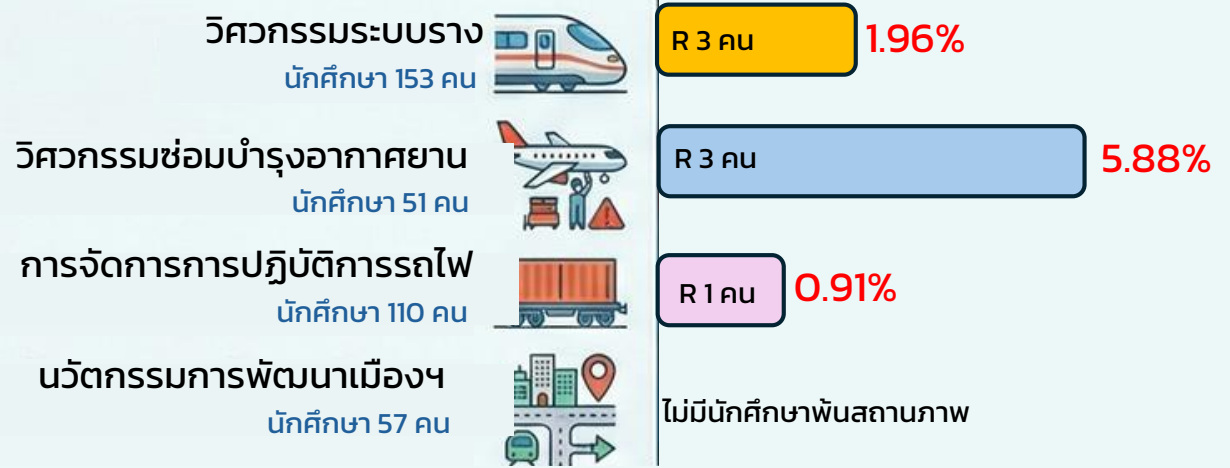 วิศวกรรมระบบราง
นักศึกษา 153 คน
R 3 คน
1.96%
วิศวกรรมซ่อมบำรุงอากาศยาน
นักศึกษา 51 คน
R 3 คน
5.88%
การจัดการการปฏิบัติการรถไฟ
นักศึกษา 110 คน
R 1 คน
0.91%
นวัตกรรมการพัฒนาเมืองฯ
นักศึกษา 57 คน
ไม่มีนักศึกษาพ้นสถานภาพ